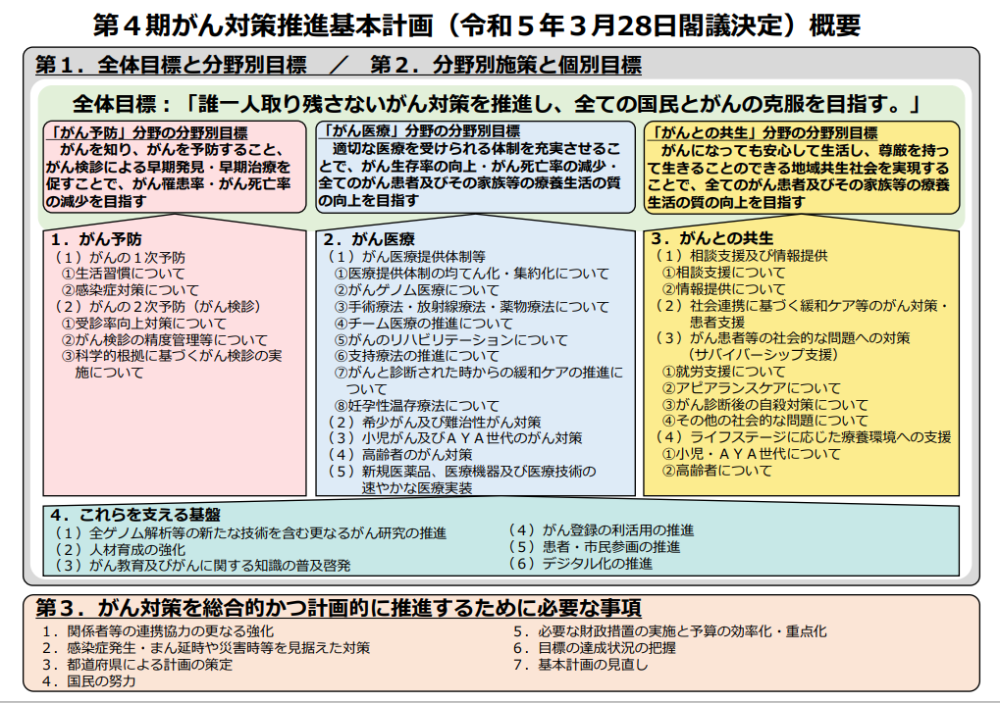 第４期がん対策推進基本計画（令和５年３月28日閣議決定）概要
第１．全体目標と分野別目標　／　第２．分野別施策と個別目標
全体目標：「誰一人取り残さないがん対策を推進し、全ての国民とがんの克服を目指す。」
「がん予防」分野の分野別目標
がんを知り、がんを予防すること、
がん検診による早期発見・早期治療を
促すことで、がん罹患率・がん死亡率
の減少を目指す
「がん医療」分野の分野別目標
適切な医療を受けられる体制を充実させるこ
とで、がん生存率の向上・がん死亡率の減少・
全てのがん患者及びその家族等の療養生活の質
の向上を目指す
「がんとの共生」分野の分野別目標
がんになっても安心して生活し、尊厳を持っ
て生きることのできる地域共生社会を実現する
ことで、全てのがん患者及びその家族等の療養
生活の質の向上を目指す
１．がん予防
（１）がんの１次予防
①生活習慣について
②感染症対策について
（２）がんの２次予防（がん検診）
①受診率向上対策について
②がん検診の精度管理等について
③科学的根拠に基づくがん検診の実
施について
２．がん医療
（１）がん医療提供体制等
①医療提供体制の均てん化・集約化について
②がんゲノム医療について
③手術療法・放射線療法・薬物療法について
④チーム医療の推進について
⑤がんのリハビリテーションについて
⑥支持療法の推進について
⑦がんと診断された時からの緩和ケアの推進に
ついて
⑧妊孕性温存療法について
（２）希少がん及び難治性がん対策
（３）小児がん及びＡＹＡ世代のがん対策
（４）高齢者のがん対策
（５）新規医薬品、医療機器及び医療技術の
速やかな医療実装
３．がんとの共生
（１）相談支援及び情報提供
①相談支援について
②情報提供について
（２）社会連携に基づく緩和ケア等のがん対策・
患者支援
（３）がん患者等の社会的な問題への対策
（サバイバーシップ支援）
①就労支援について
②アピアランスケアについて
③がん診断後の自殺対策について
④その他の社会的な問題について
（４）ライフステージに応じた療養環境への支援
①小児・ＡＹＡ世代について
②高齢者について
４．これらを支える基盤
（１）全ゲノム解析等の新たな技術を含む更なるがん研究の推進
（２）人材育成の強化
（３）がん教育及びがんに関する知識の普及啓発
（４）がん登録の利活用の推進
（５）患者・市民参画の推進
（６）デジタル化の推進
第３．がん対策を総合的かつ計画的に推進するために必要な事項
１．関係者等の連携協力の更なる強化
２．感染症発生・まん延時や災害時等を見据えた対策
３．都道府県による計画の策定
４．国民の努力
５．必要な財政措置の実施と予算の効率化・重点化
６．目標の達成状況の把握
７．基本計画の見直し